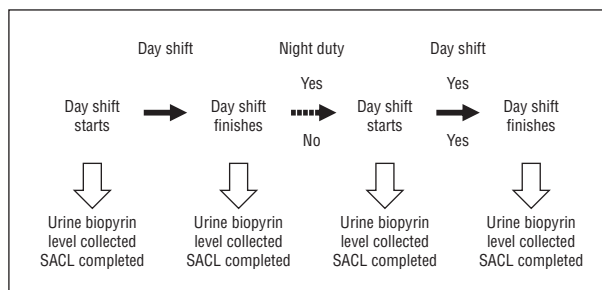 Day shift
Night duty
Day shift
Yes
Yes
Day shift
starts
Day shift
finishes
Day shift
starts
Day shift
finishes
No
Yes
Urine biopyrin
level collected
SACL completed
Urine biopyrin
level collected
SACL completed
Urine biopyrin
level collected
SACL completed
Urine biopyrin
level collected
SACL completed